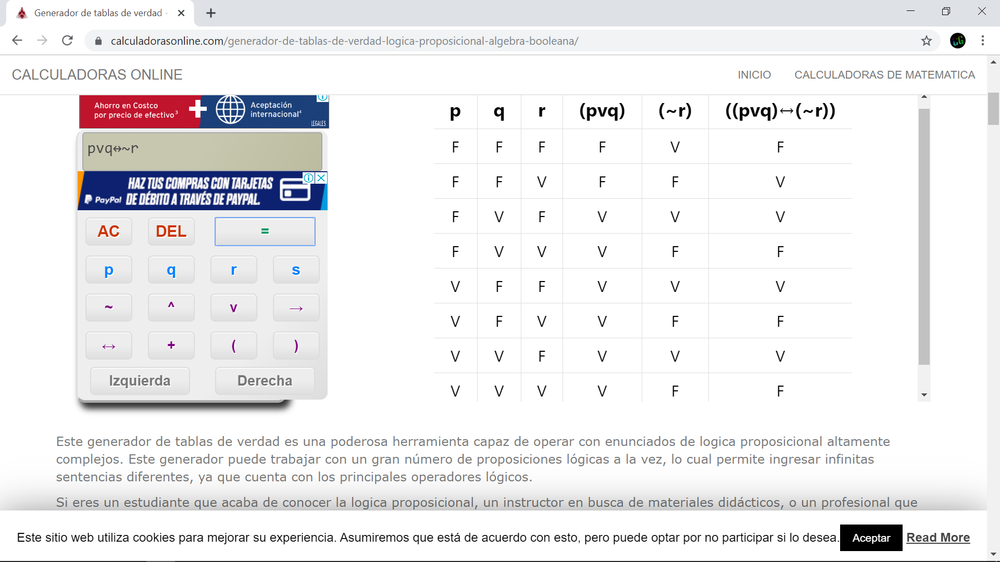 Generador de tablas de verdad -
calculadorasonline.com/generador-de-tablas-de-verdad-logica-proposicional-algebra-booleana/
CG
CALCULADORAS ONLINE
INICIO CALCULADORAS DE MATEMATICA
Ahorro en Costco
por precio de efectivo³
Aceptación
internacional⁴
LEGALES
pvq↔~r
HAZ TUS COMPRAS CON TARJETAS
DE DÉBITO A TRAVÉS DE PAYPAL.
PayPal
AC DEL =
p q r s
~ ^ v →
↔ + ( )
Izquierda Derecha
p q r (pvq) (~r) ((pvq)↔(~r))
F F F F V F
F F V F F V
F V F V V V
F V V V F F
V F F V V V
V F V V F F
V V F V V V
V V V V F F
Este generador de tablas de verdad es una poderosa herramienta capaz de operar con enunciados de logica proposicional altamente
complejos. Este generador puede trabajar con un gran número de proposiciones lógicas a la vez, lo cual permite ingresar infinitas
sentencias diferentes, ya que cuenta con los principales operadores lógicos.
Si eres un estudiante que acaba de conocer la logica proposicional, un instructor en busca de materiales didácticos, o un profesional que
Este sitio web utiliza cookies para mejorar su experiencia. Asumiremos que está de acuerdo con esto, pero puede optar por no participar si lo desea. Aceptar Read More